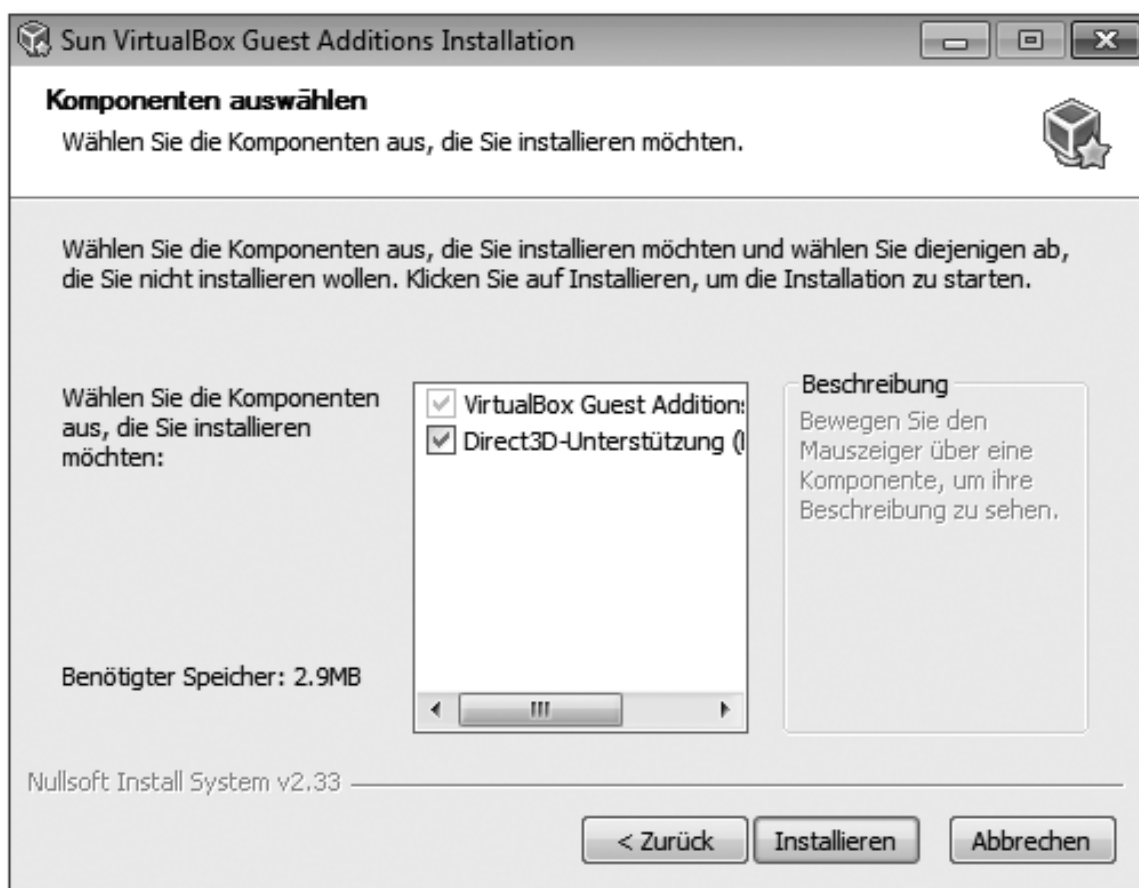 Sun VirtualBox Guest Additions Installation
Komponenten auswählen
Wählen Sie die Komponenten aus, die Sie installieren möchten.
Wählen Sie die Komponenten aus, die Sie installieren möchten und wählen Sie diejenigen ab,
die Sie nicht installieren wollen. Klicken Sie auf Installieren, um die Installation zu starten.
Wählen Sie die Komponenten
aus, die Sie installieren
möchten:
VirtualBox Guest Additions
Direct3D-Unterstützung (
Beschreibung
Bewegen Sie den
Mauszeiger über eine
Komponente, um ihre
Beschreibung zu sehen.
Benötigter Speicher: 2.9MB
Nullsoft Install System v2.33
< Zurück
Installieren
Abbrechen